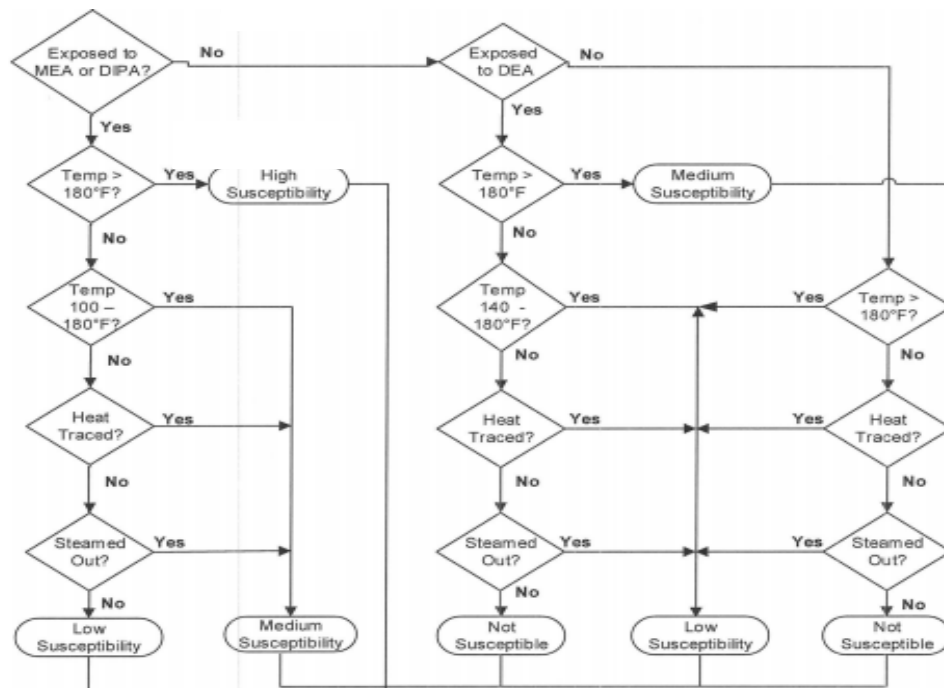 Exposed to
MEA or DIPA?
No
Exposed
to DEA
No
Yes
Yes
Temp >
180°F?
Yes
High
Susceptibility
Temp >
180°F
Yes
Medium
Susceptibility
No
No
Temp
100 –
180°F?
Yes
Temp
140 -
180°F?
Yes
Yes
Temp >
180°F?
No
No
No
Heat
Traced?
Yes
Heat
Traced?
Yes
Yes
Heat
Traced?
No
No
No
Steamed
Out?
Yes
Steamed
Out?
Yes
Yes
Steamed
Out?
No
No
No
Low
Susceptibility
Medium
Susceptibility
Not
Susceptible
Low
Susceptibility
Not
Susceptible